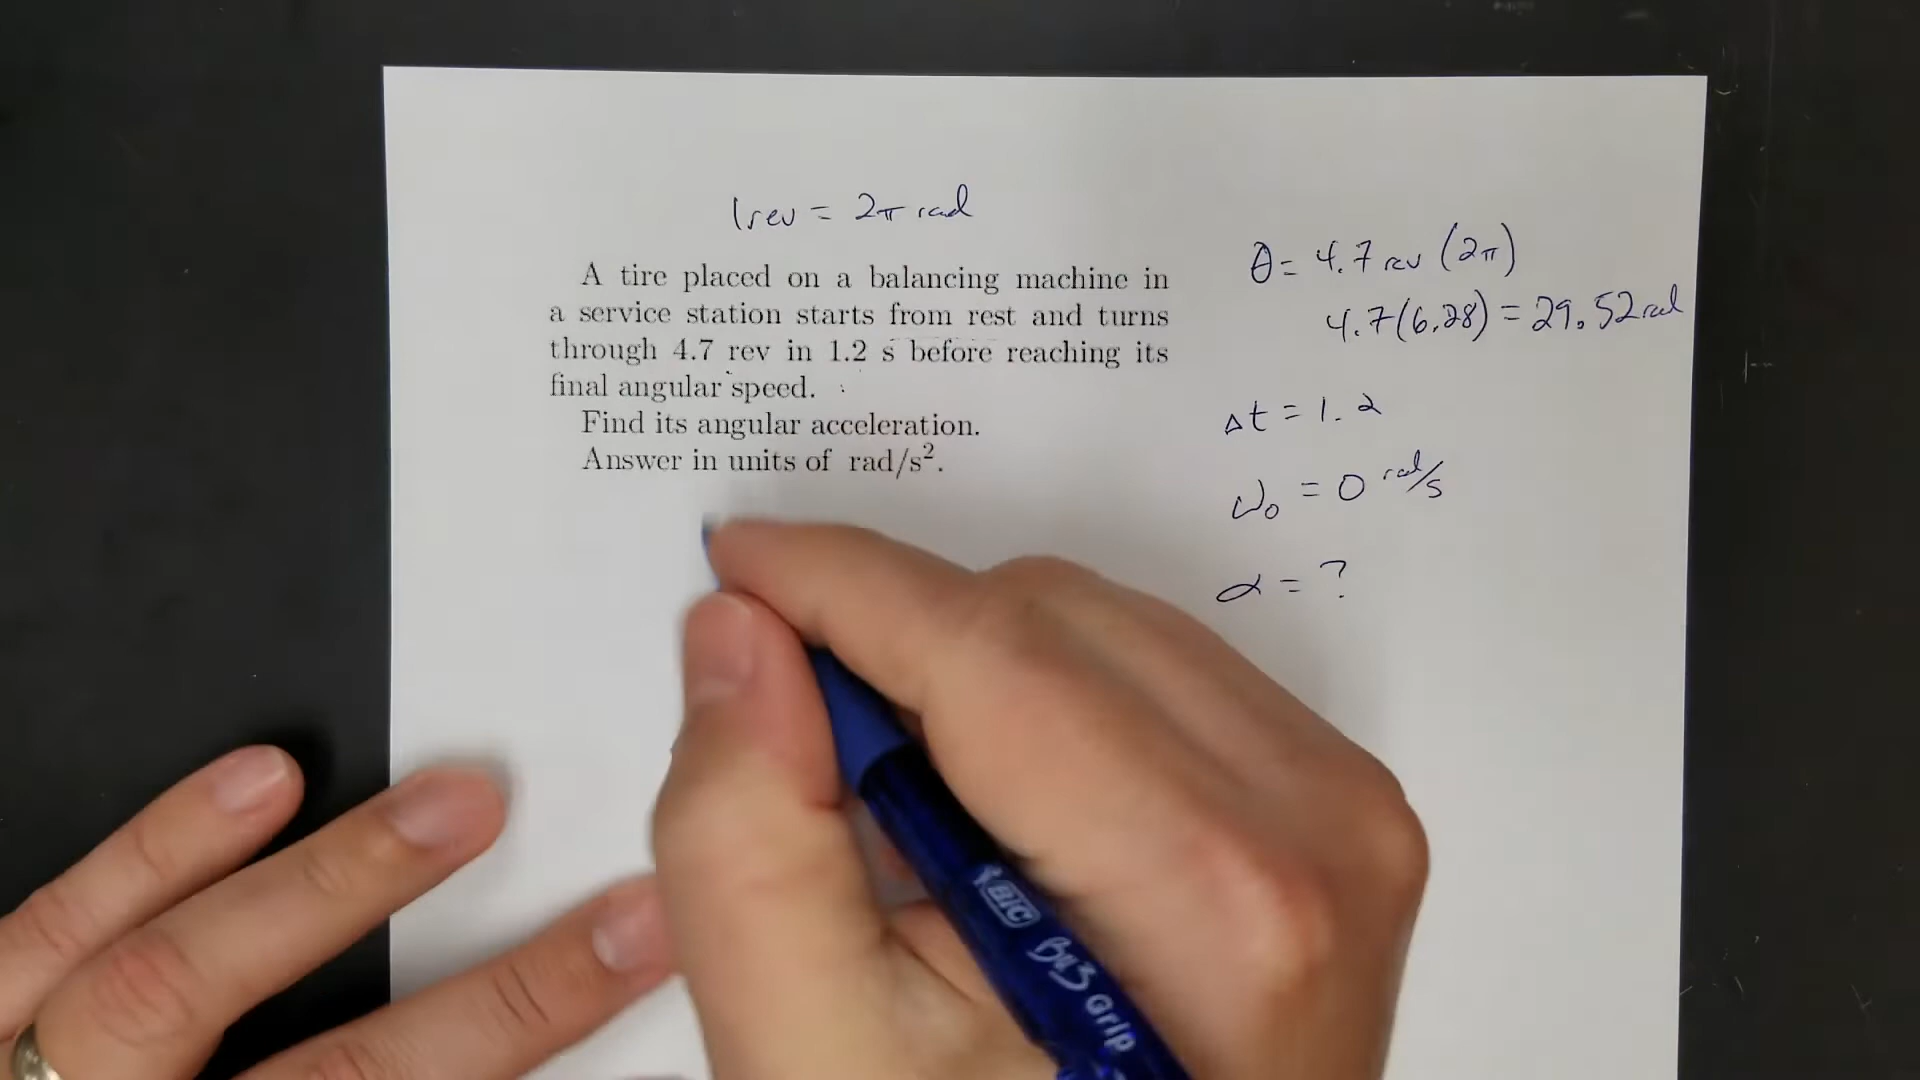 1rev = 2π rad
A tire placed on a balancing machine in
a service station starts from rest and turns
through 4.7 rev in 1.2 s before reaching its
final angular speed.
Find its angular acceleration.
Answer in units of rad/s².
θ = 4.7 rev (2π)
4.7(6.28) = 29.52 rad
Δt = 1.2
ω₀ = 0 rad/s
α = ?
BIC
BU3 Grip